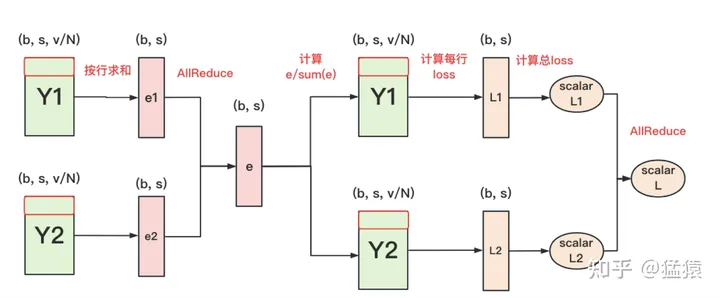 (b, s, v/N)
(b, s)
计算
e/sum(e)
(b, s, v/N)
计算每行
loss
(b, s)
计算总loss
Y1
按行求和
e1
AllReduce
Y1
L1
scalar
L1
(b, s)
AllReduce
e
scalar
L
(b, s, v/N)
(b, s)
(b, s, v/N)
(b, s)
Y2
e2
Y2
L2
scalar
L2
知乎 @猛猿